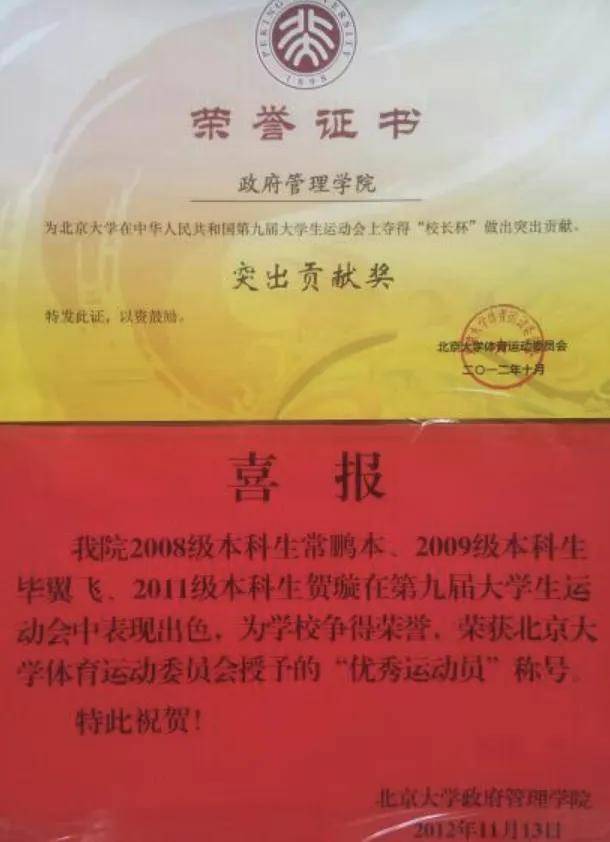 PEKING UNIVERSITY
1898
荣誉证书
政府管理学院
为北京大学在中华人民共和国第九届大学生运动会上夺得“校长杯”做出突出贡献。
突出贡献奖
特发此证，以资鼓励。
北京大学体育运动委员会
二〇一二年十月
喜 报
我院2008级本科生常鹏本、2009级本科生
毕翼飞、2011级本科生贺璇在第九届大学生运
动会中表现出色，为学校争得荣誉，荣获北京大
学体育运动委员会授予的“优秀运动员”称号。
特此祝贺！
北京大学政府管理学院
2012年11月13日